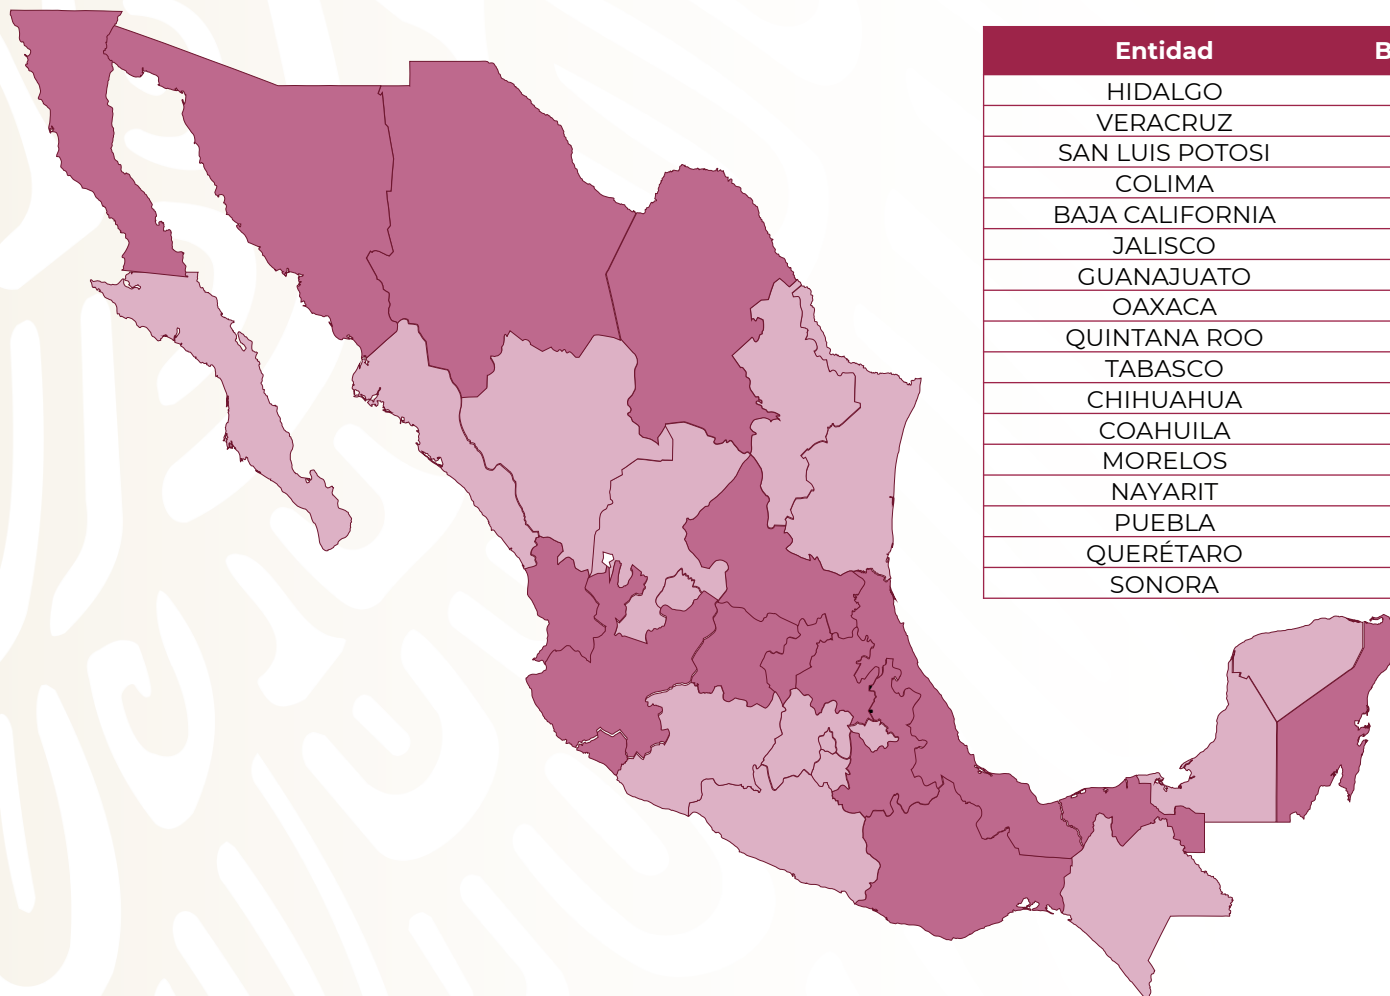 Entidad B
HIDALGO
VERACRUZ
SAN LUIS POTOSI
COLIMA
BAJA CALIFORNIA
JALISCO
GUANAJUATO
OAXACA
QUINTANA ROO
TABASCO
CHIHUAHUA
COAHUILA
MORELOS
NAYARIT
PUEBLA
QUERÉTARO
SONORA